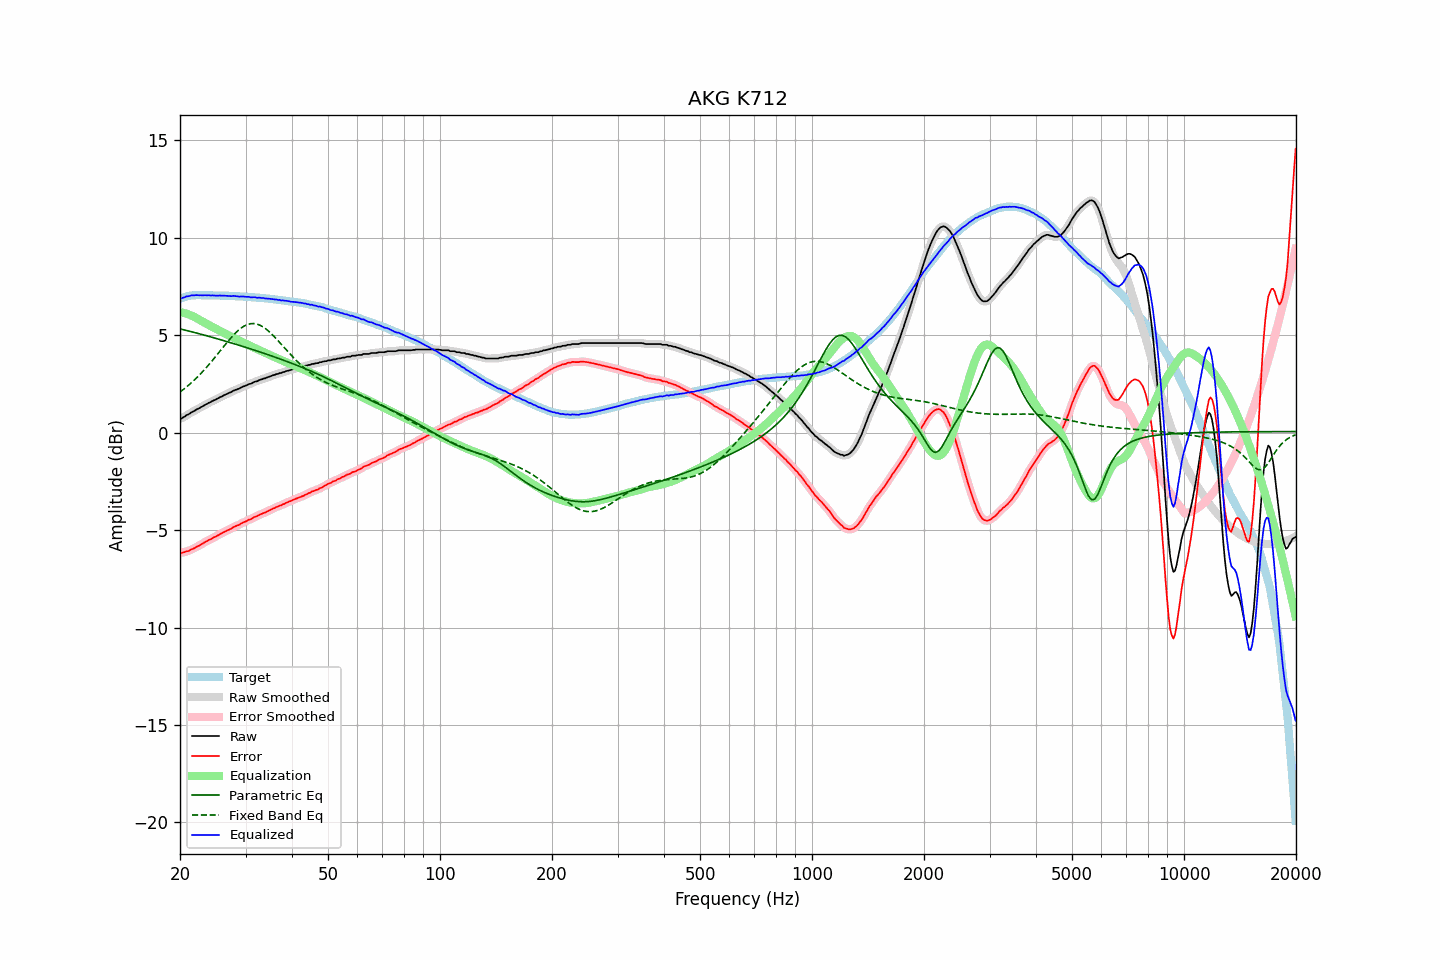 AKG K712
Amplitude (dBr)
15
10
5
0
−5
−10
−15
−20
Target
Raw Smoothed
Error Smoothed
Raw
Error
Equalization
Parametric Eq
Fixed Band Eq
Equalized
20 50 100 200 500 1000 2000 5000 10000 20000
Frequency (Hz)